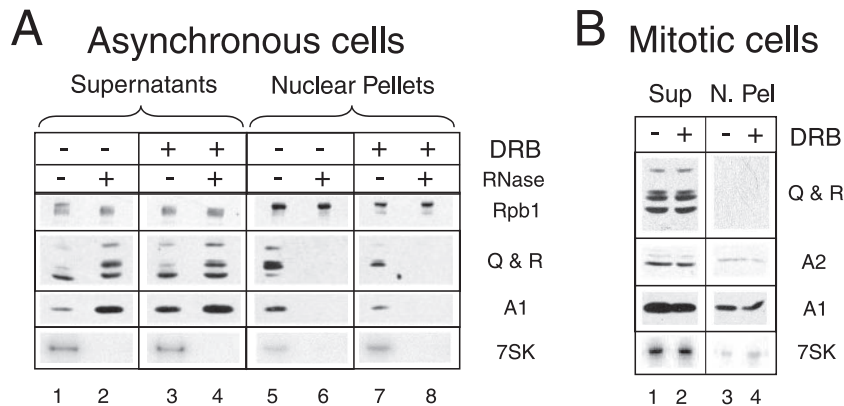 A Asynchronous cells
Supernatants Nuclear Pellets
- - + + - - + + DRB
- + - + - + - + RNase
Rpb1
Q & R
A1
7SK
1 2 3 4 5 6 7 8
B Mitotic cells
Sup N. Pel
- + - + DRB
Q & R
A2
A1
7SK
1 2 3 4